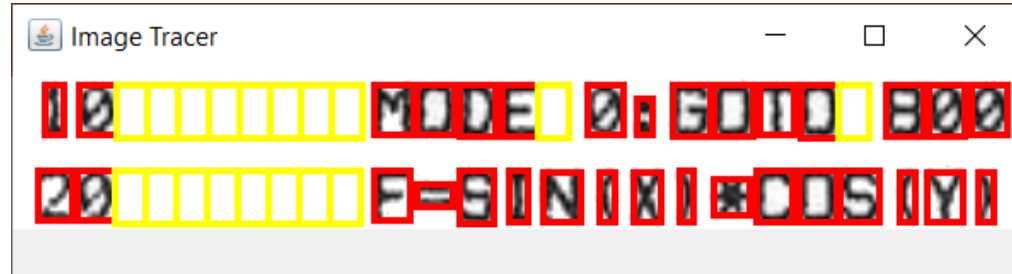 Image Tracer
10        MODE 0:GOTO 800
20        F=SIN(X)*COS(Y)